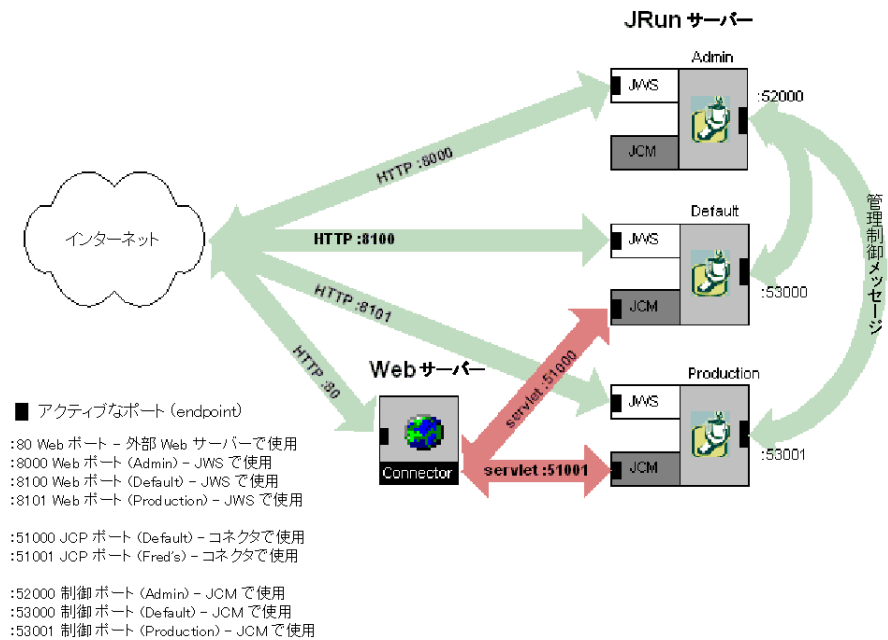 JRun サーバー
Admin
JWS
:52000
JCM
HTTP :8000
インターネット
Default
HTTP :8100
JWS
:53000
JCM
管理制御メッセージ
HTTP :8101
servlet :51000
HTTP :80
Web サーバー
Production
JWS
:53001
Connector
servlet :51001
JCM
アクティブなポート (endpoint)
:80 Web ポート - 外部 Web サーバーで使用
:8000 Web ポート (Admin) - JWS で使用
:8100 Web ポート (Default) - JWS で使用
:8101 Web ポート (Production) - JWS で使用
:51000 JCP ポート (Default) - コネクタで使用
:51001 JCP ポート (Fred's) - コネクタで使用
:52000 制御ポート (Admin) - JCM で使用
:53000 制御ポート (Default) - JCM で使用
:53001 制御ポート (Production) - JCM で使用